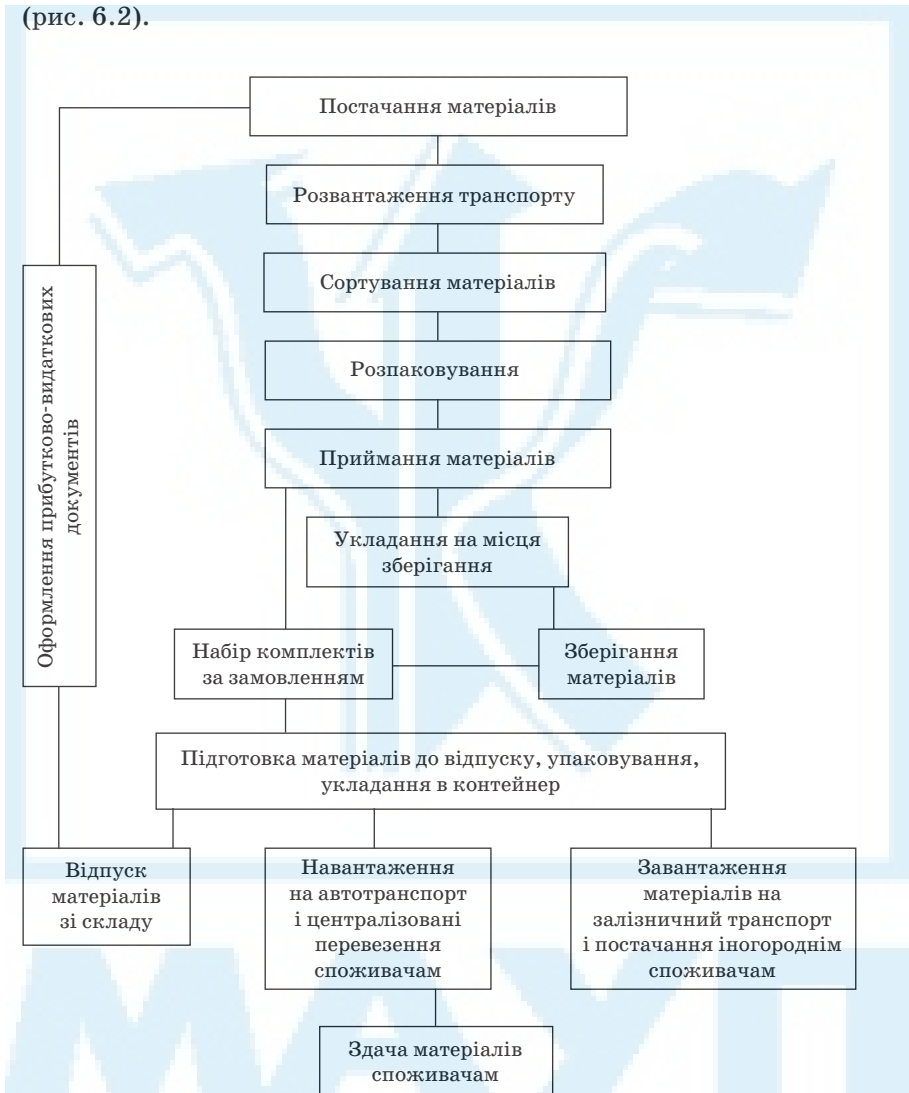 (рис. 6.2).
Постачання матеріалів
Розвантаження транспорту
Сортування матеріалів
Розпаковування
Приймання матеріалів
Оформлення прибутково-видаткових
документів
Укладання на місця
зберігання
Набір комплектів
за замовленням
Зберігання
матеріалів
Підготовка матеріалів до відпуску, упаковування,
укладання в контейнер
Відпуск
матеріалів
зі складу
Навантаження
на автотранспорт
і централізовані
перевезення
споживачам
Завантаження
матеріалів на
залізничний транспорт
і постачання іногороднім
споживачам
Здача матеріалів
споживачам
МАУП